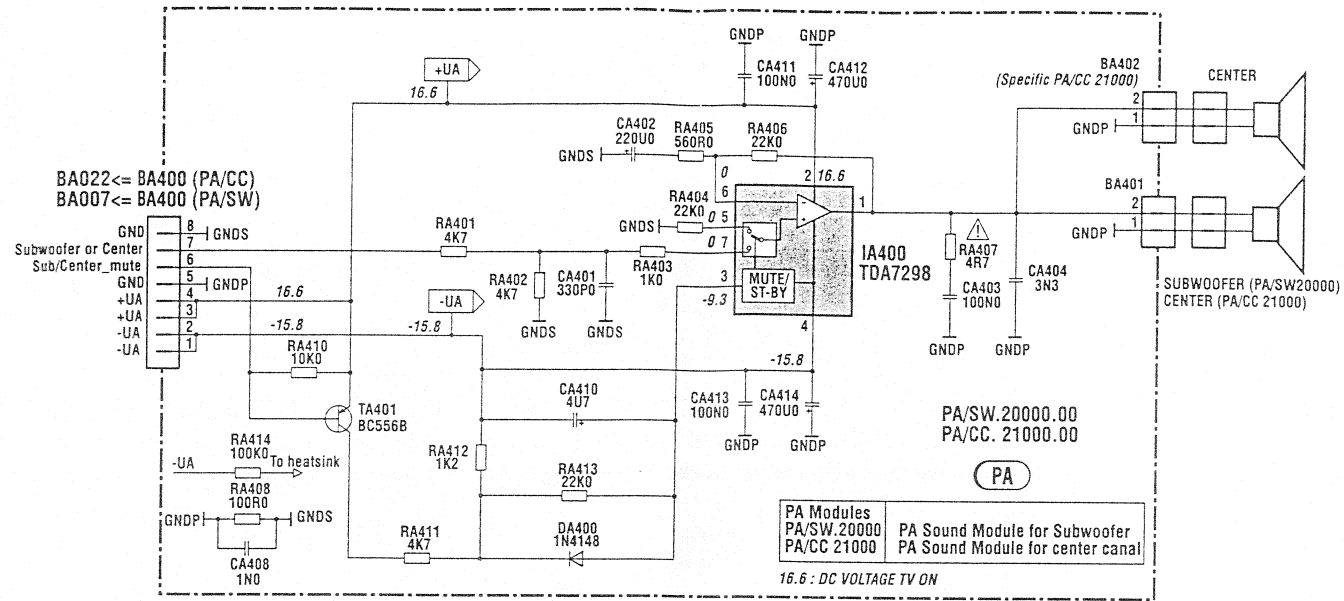 GNDP
GNDP
+UA
16.6
CA411
100N0
CA412
470U0
BA402
(Specific PA/CC 21000)
CENTER
2
1
GNDP
CA402
220U0
RA405
560R0
RA406
22K0
GNDS
BA022<= BA400 (PA/CC)
BA007<= BA400 (PA/SW)
0
6
2
16.6
1
RA404
22K0
GNDS
0 5
0 7
9
BA401
2
1
GNDP
GND
8
GNDS
Subwoofer or Center
7
Sub/Center_mute
6
GND
5
GNDP
+UA
4
+UA
3
-UA
2
-UA
1
16.6
-15.8
RA401
4K7
RA402
4K7
CA401
330P0
RA403
1K0
GNDS
GNDS
-UA
-15.8
3
-9.3
MUTE/
ST-BY
4
IA400
TDA7298
RA407
4R7
CA403
100N0
CA404
3N3
GNDP
GNDP
SUBWOOFER (PA/SW20000)
CENTER (PA/CC 21000)
RA410
10K0
TA401
BC556B
-15.8
CA410
4U7
CA413
100N0
CA414
470U0
GNDP
GNDP
RA412
1K2
RA413
22K0
RA411
4K7
DA400
1N4148
RA414
100K0
-UA
To heatsink
RA408
100R0
GNDP
GNDS
CA408
1N0
PA/SW.20000.00
PA/CC. 21000.00
PA
PA Modules
PA/SW.20000 PA Sound Module for Subwoofer
PA/CC 21000 PA Sound Module for center canal
16.6 : DC VOLTAGE TV ON